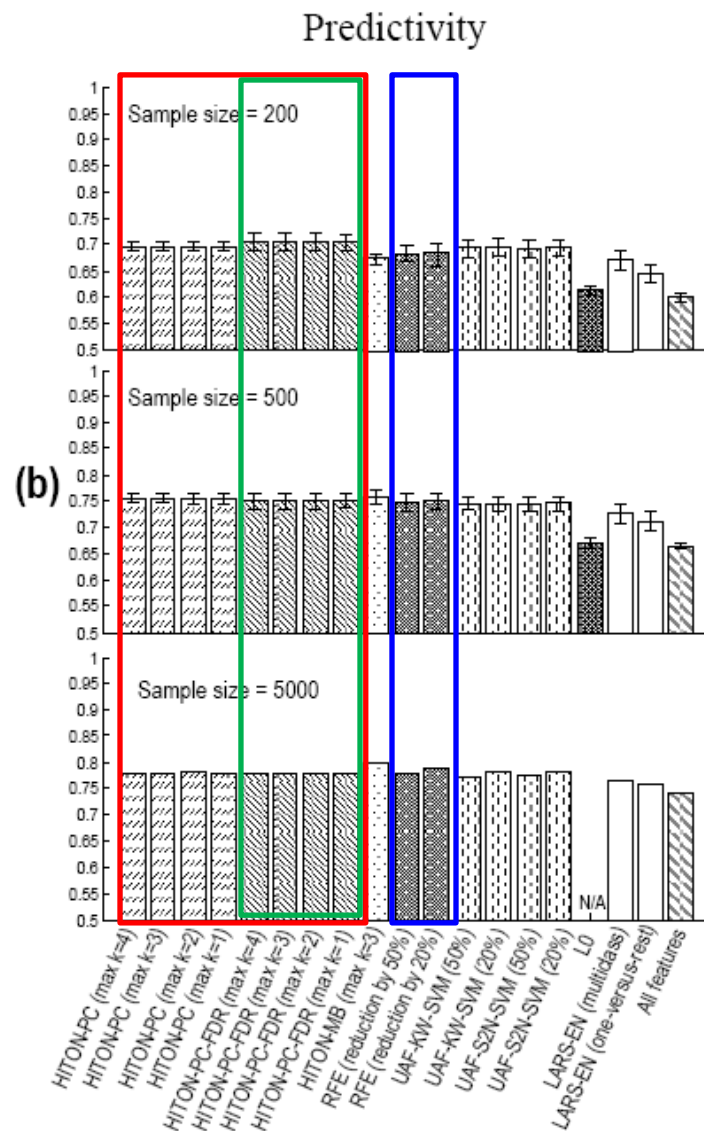 Predictivity
1
0.95
0.9
0.85
0.8
0.75
0.7
0.65
0.6
0.55
0.5
Sample size = 200
1
0.95
0.9
0.85
0.8
0.75
0.7
0.65
0.6
0.55
0.5
Sample size = 500
(b)
1
0.95
0.9
0.85
0.8
0.75
0.7
0.65
0.6
0.55
0.5
Sample size = 5000
N/A
HITON-PC (max k=4)
HITON-PC (max k=3)
HITON-PC (max k=2)
HITON-PC (max k=1)
HITON-PC-FDR (max k=4)
HITON-PC-FDR (max k=3)
HITON-PC-FDR (max k=2)
HITON-PC-FDR (max k=1)
HITON-MB (max k=3)
RFE (reduction by 50%)
RFE (reduction by 20%)
UAF-KW-SVM (50%)
UAF-KW-SVM (20%)
UAF-S2N-SVM (50%)
UAF-S2N-SVM (20%)
L0
LARS-EN (multiclass)
LARS-EN (one-versus-rest)
All features